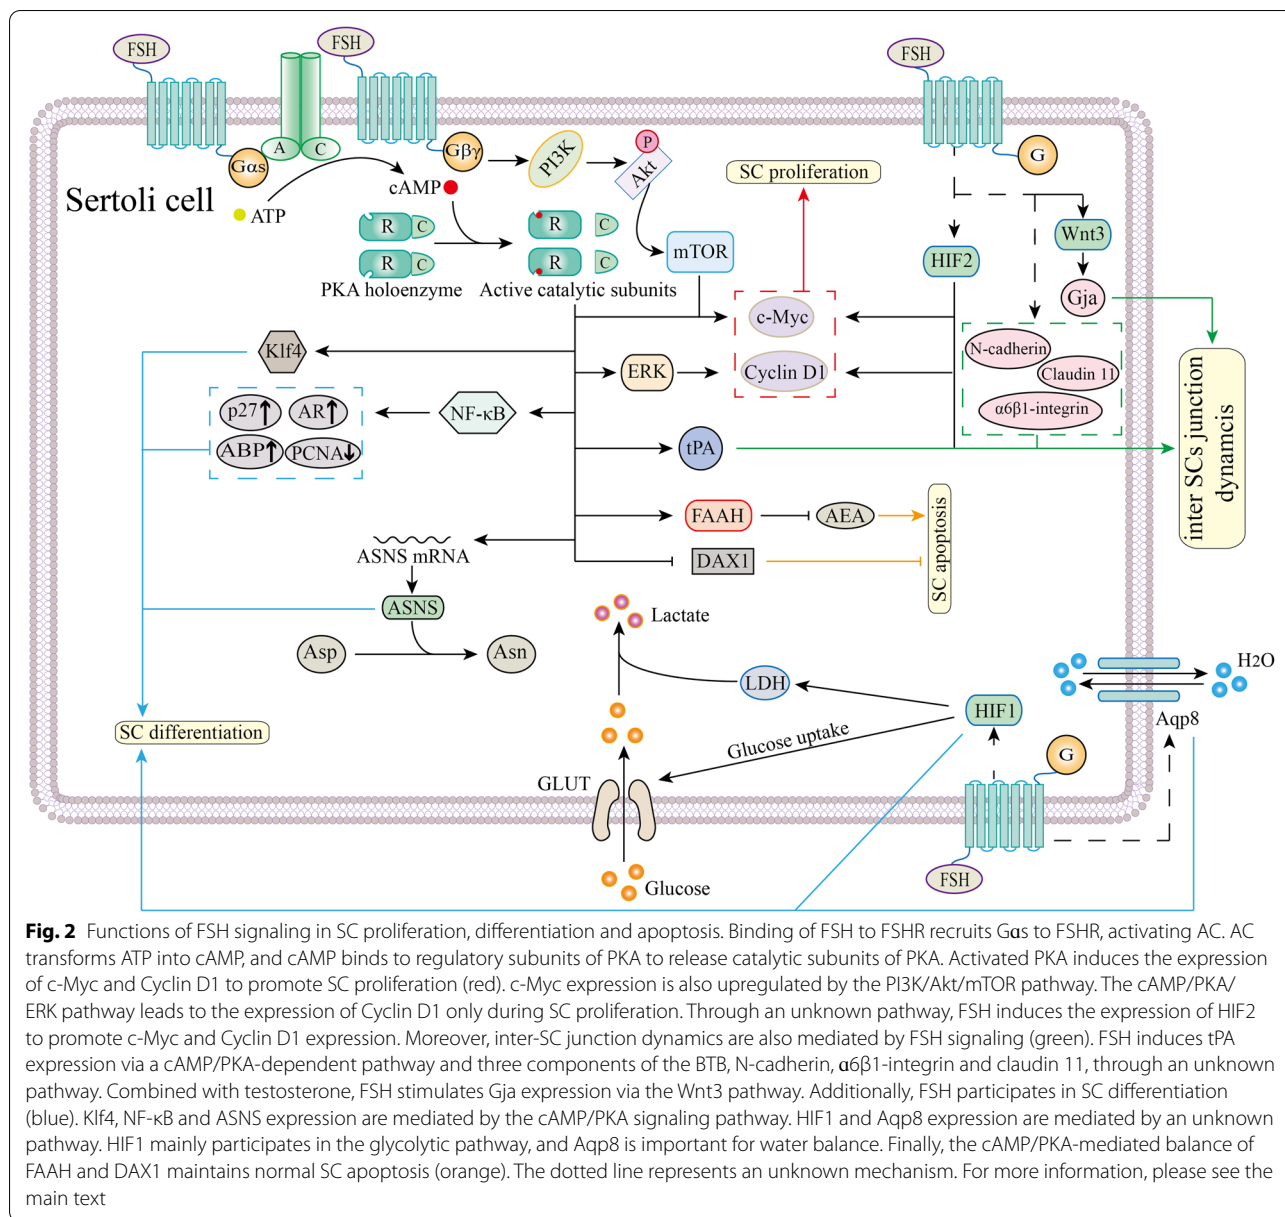 FSH
FSH
FSH
A
C
Gαs
Gβγ
PI3K
P
Akt
G
SC proliferation
Sertoli cell
cAMP
ATP
Wnt3
R
C
R
C
R
C
R
C
mTOR
HIF2
PKA holoenzyme
Active catalytic subunits
Gja
c-Myc
Klf4
N-cadherin
ERK
Cyclin D1
Claudin 11
p27
AR
NF-κB
α6β1-integrin
ABP
PCNA
tPA
inter SCs junction
dynamcis
FAAH
AEA
SC apoptosis
ASNS mRNA
DAX1
ASNS
Lactate
Asp
Asn
H2O
LDH
HIF1
Aqp8
SC differentiation
Glucose uptake
G
GLUT
FSH
Glucose
Fig. 2 Functions of FSH signaling in SC proliferation, differentiation and apoptosis. Binding of FSH to FSHR recruits Gαs to FSHR, activating AC. AC
transforms ATP into cAMP, and cAMP binds to regulatory subunits of PKA to release catalytic subunits of PKA. Activated PKA induces the expression
of c-Myc and Cyclin D1 to promote SC proliferation (red). c-Myc expression is also upregulated by the PI3K/Akt/mTOR pathway. The cAMP/PKA/
ERK pathway leads to the expression of Cyclin D1 only during SC proliferation. Through an unknown pathway, FSH induces the expression of HIF2
to promote c-Myc and Cyclin D1 expression. Moreover, inter-SC junction dynamics are also mediated by FSH signaling (green). FSH induces tPA
expression via a cAMP/PKA-dependent pathway and three components of the BTB, N-cadherin, α6β1-integrin and claudin 11, through an unknown
pathway. Combined with testosterone, FSH stimulates Gja expression via the Wnt3 pathway. Additionally, FSH participates in SC differentiation
(blue). Klf4, NF-κB and ASNS expression are mediated by the cAMP/PKA signaling pathway. HIF1 and Aqp8 expression are mediated by an unknown
pathway. HIF1 mainly participates in the glycolytic pathway, and Aqp8 is important for water balance. Finally, the cAMP/PKA-mediated balance of
FAAH and DAX1 maintains normal SC apoptosis (orange). The dotted line represents an unknown mechanism. For more information, please see the
main text